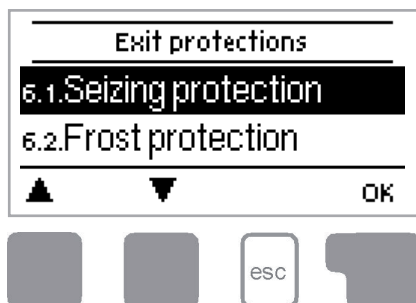 Exit protections
6.1.Seizing protection
6.2.Frost protection
▲ ▼ OK
esc